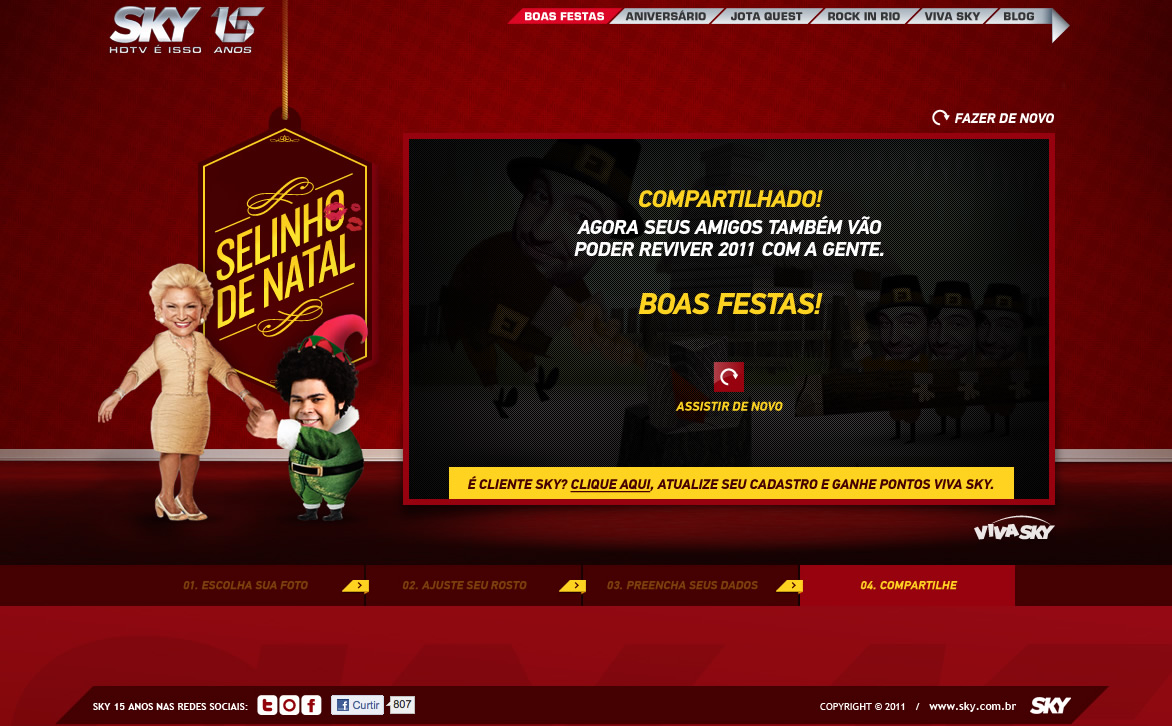 SKY 15
HDTV É ISSO ANOS
BOAS FESTAS
ANIVERSÁRIO
JOTA QUEST
ROCK IN RIO
VIVA SKY
BLOG
FAZER DE NOVO
SELINHO
DE NATAL
COMPARTILHADO!
AGORA SEUS AMIGOS TAMBÉM VÃO
PODER REVIVER 2011 COM A GENTE.
BOAS FESTAS!
ASSISTIR DE NOVO
É CLIENTE SKY? CLIQUE AQUI, ATUALIZE SEU CADASTRO E GANHE PONTOS VIVA SKY.
VIVA SKY
01. ESCOLHA SUA FOTO
02. AJUSTE SEU ROSTO
03. PREENCHA SEUS DADOS
04. COMPARTILHE
SKY 15 ANOS NAS REDES SOCIAIS:
Curtir
807
COPYRIGHT © 2011 / www.sky.com.br
SKY